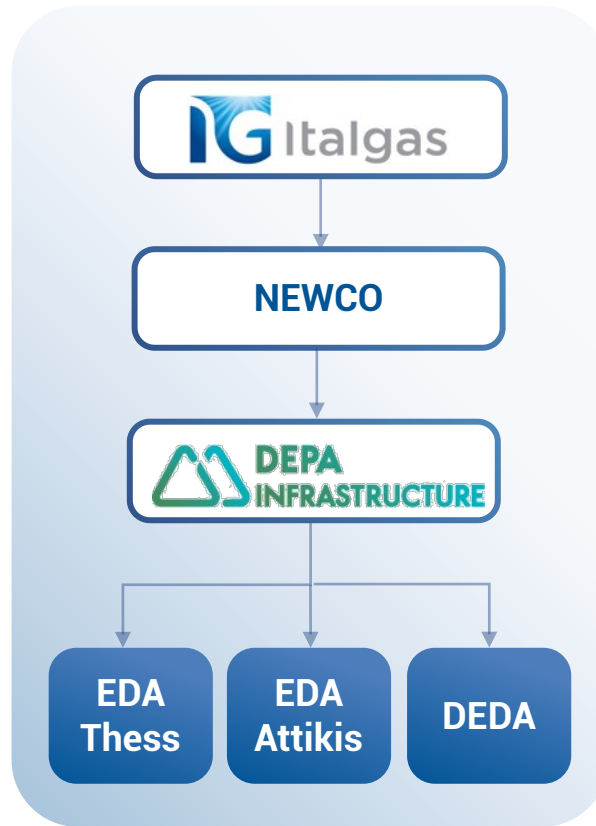 Italgas
NEWCO
DEPA
INFRASTRUCTURE
EDA
Thess
EDA
Attikis
DEDA